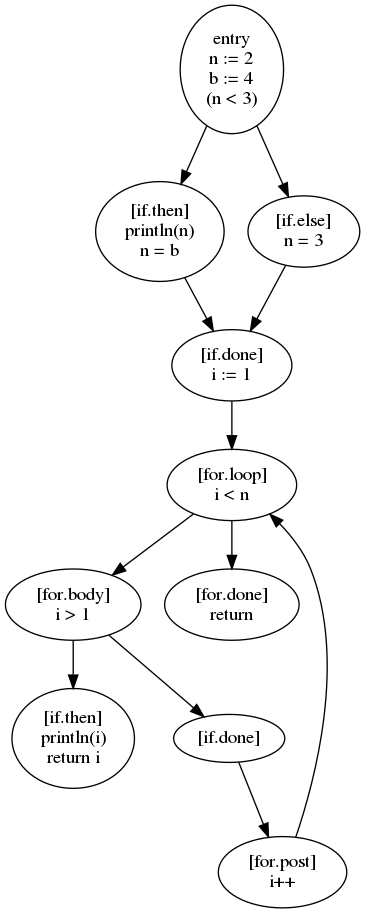 entry
n := 2
b := 4
(n < 3)
[if.then]
println(n)
n = b
[if.else]
n = 3
[if.done]
i := 1
[for.loop]
i < n
[for.body]
i > 1
[for.done]
return
[if.then]
println(i)
return i
[if.done]
[for.post]
i++